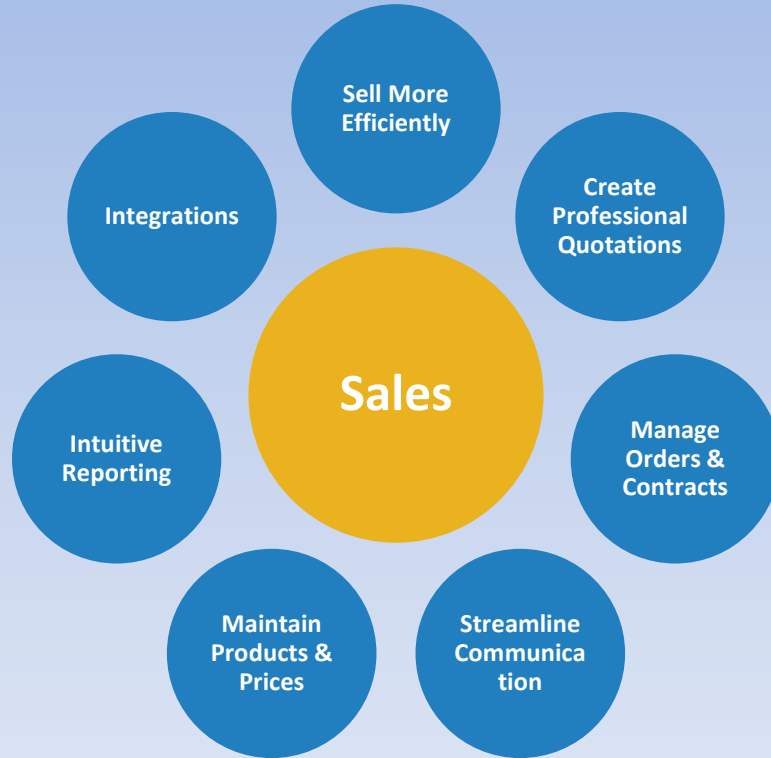 Sell More
Efficiently
Create
Professional
Quotations
Integrations
Sales
Manage
Orders &
Contracts
Intuitive
Reporting
Streamline
Communica
tion
Maintain
Products &
Prices